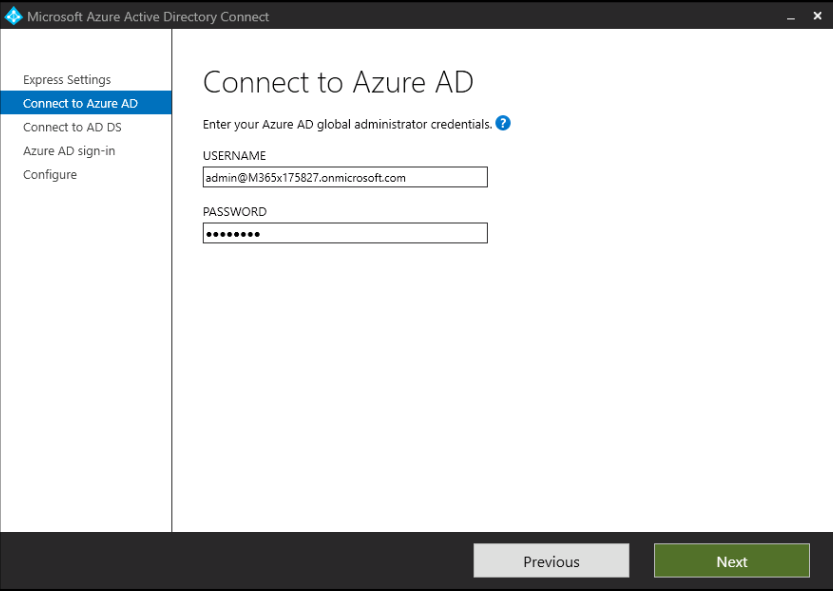 Microsoft Azure Active Directory Connect
Express Settings
Connect to Azure AD
Connect to AD DS
Azure AD sign-in
Configure
Connect to Azure AD
Enter your Azure AD global administrator credentials. ?
USERNAME
admin@M365x175827.onmicrosoft.com
PASSWORD
●●●●●●●●
Previous
Next